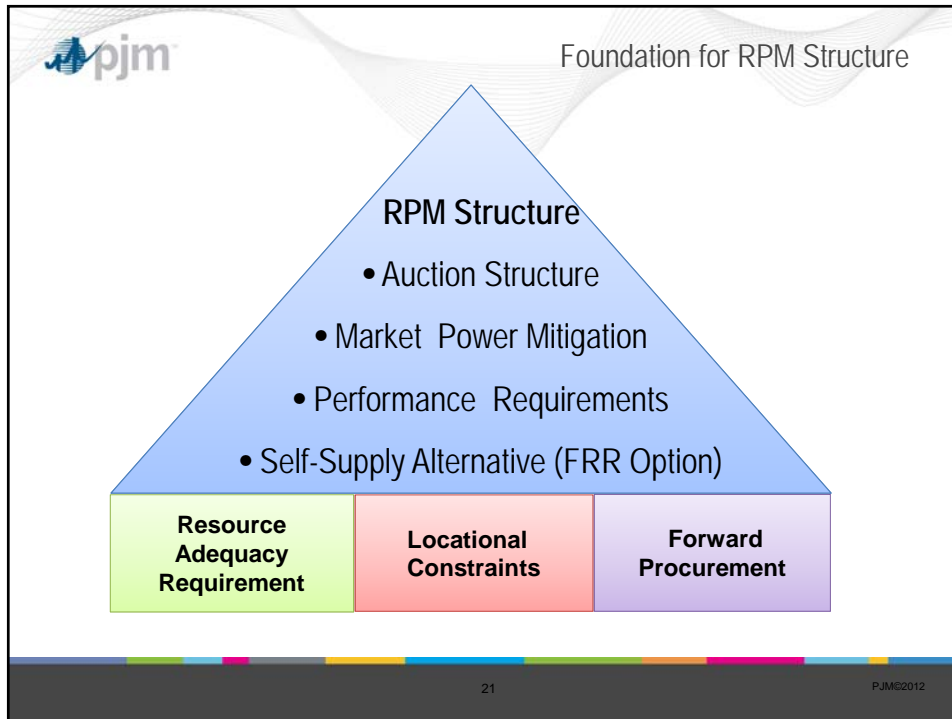 pjm
Foundation for RPM Structure
RPM Structure
• Auction Structure
• Market Power Mitigation
• Performance Requirements
• Self-Supply Alternative (FRR Option)
Resource
Adequacy
Requirement
Locational
Constraints
Forward
Procurement
21
PJM©2012